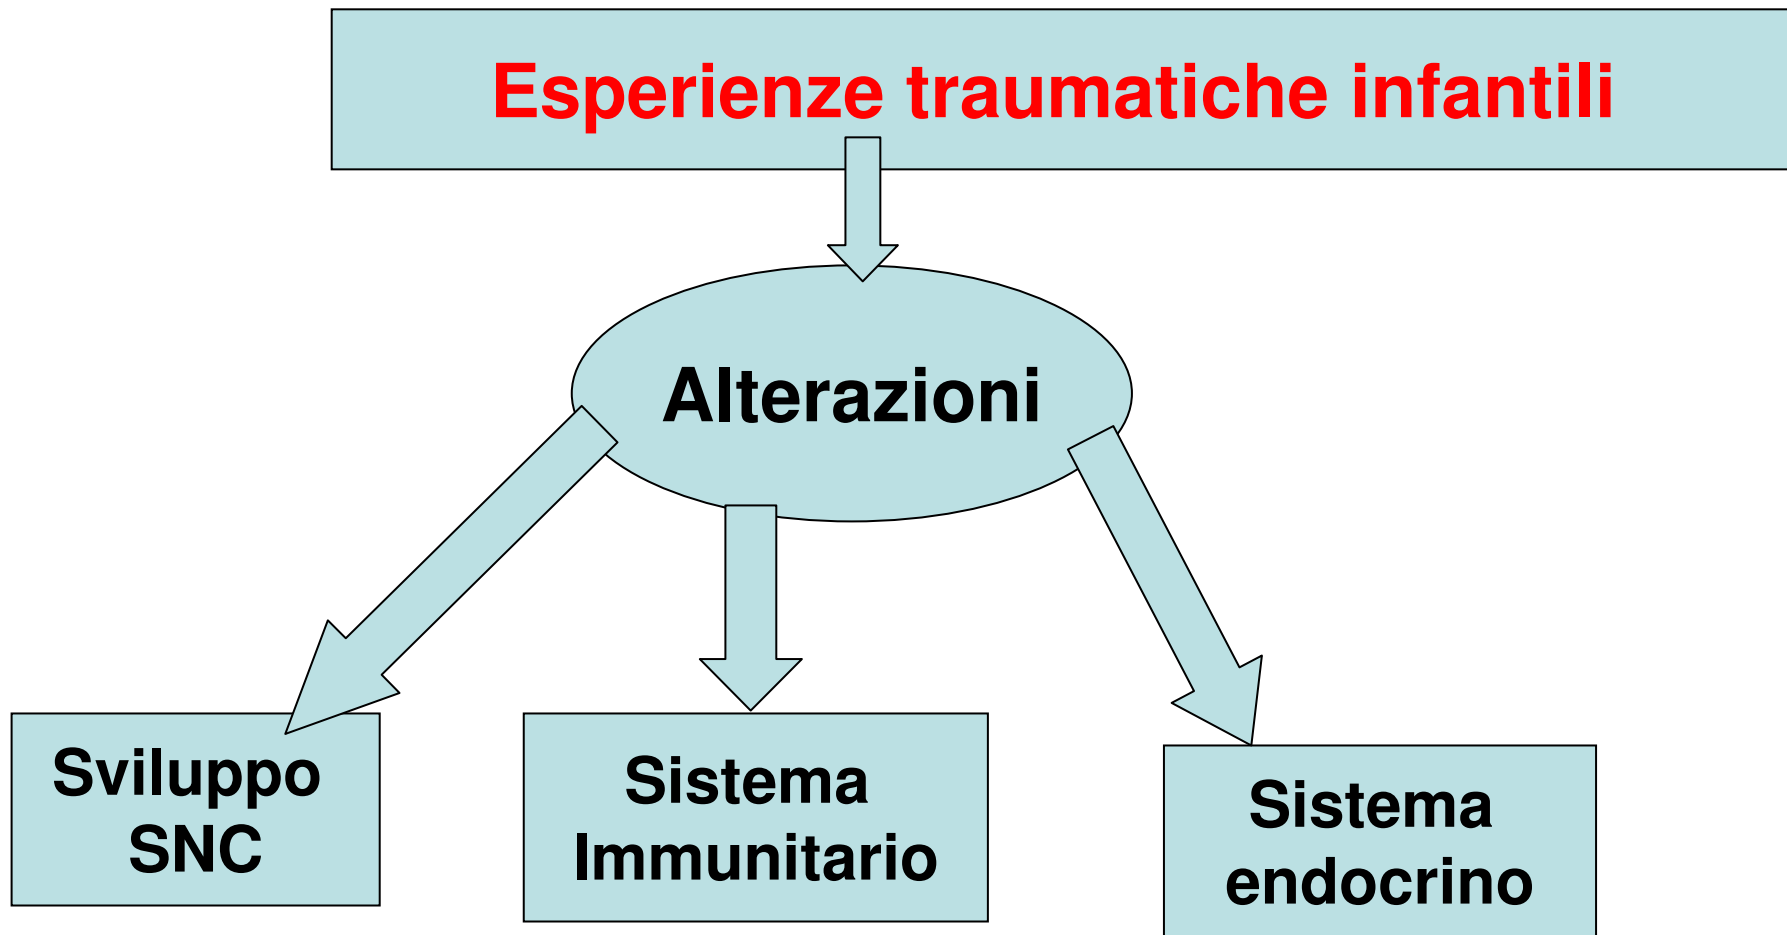 Esperienze traumatiche infantili
Alterazioni
Sviluppo
SNC
Sistema
Immunitario
Sistema
endocrino